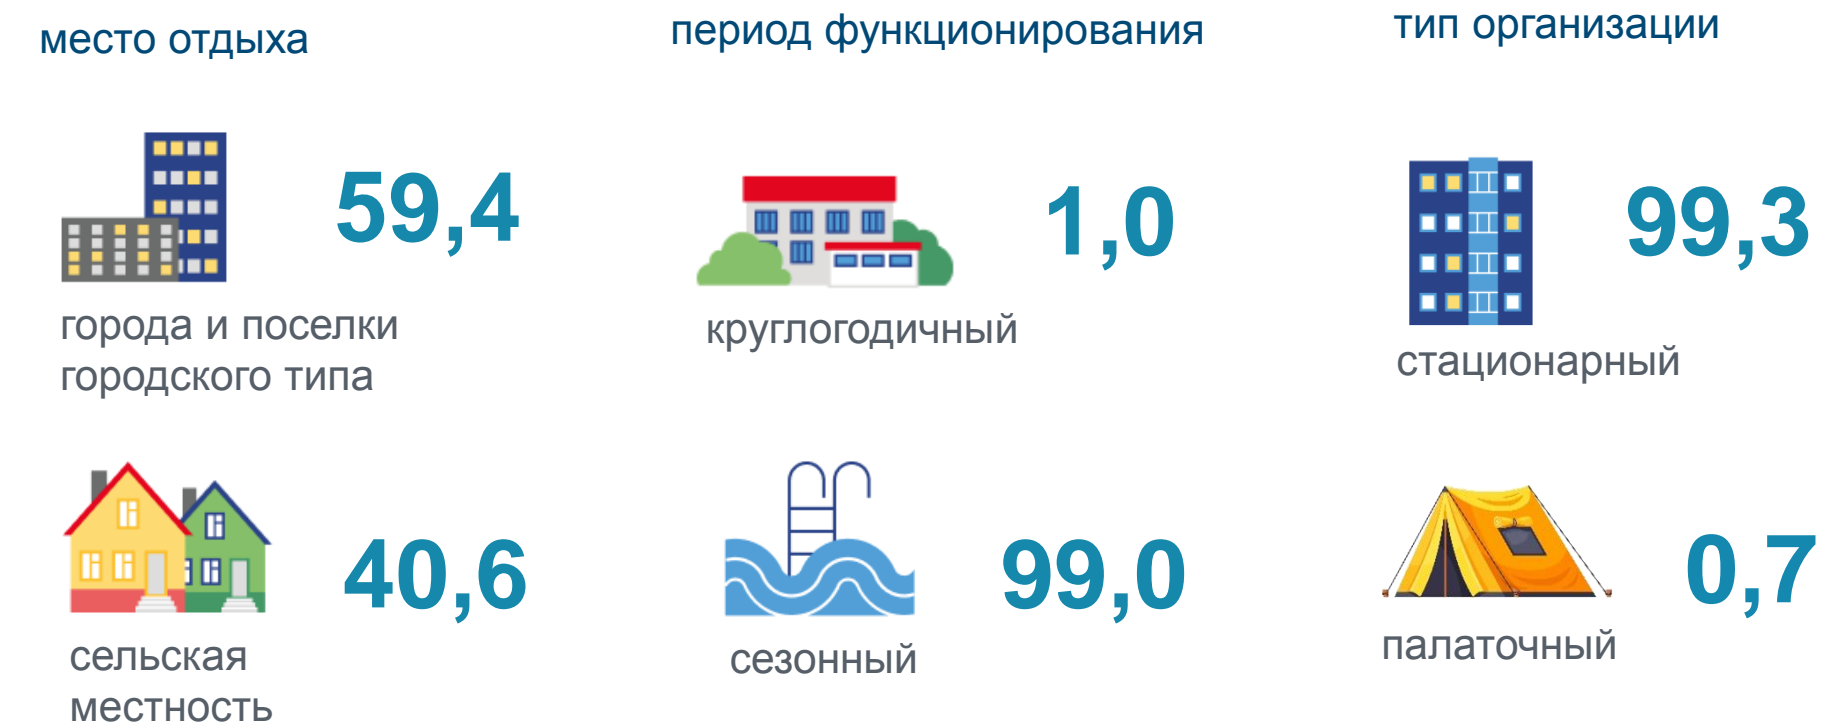 место отдыха
период функционирования
тип организации
59,4
города и поселки
городского типа
1,0
круглогодичный
99,3
стационарный
40,6
сельская
местность
99,0
сезонный
0,7
палаточный